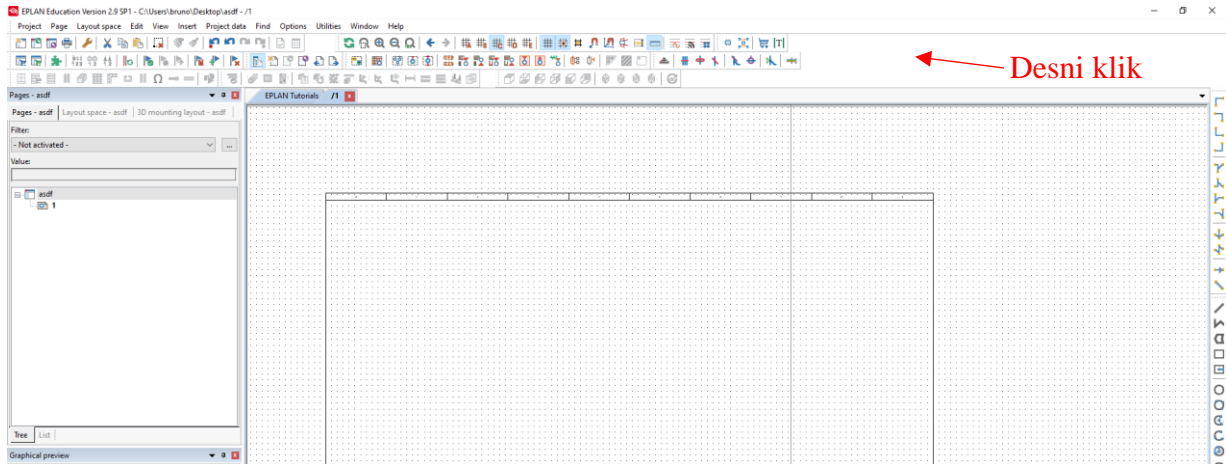 EPLAN Education Version 2.9 SP1 - C:\Users\bruno\Desktop\asdf - /1
Project Page Layout space Edit View Insert Project data Find Options Utilities Window Help
Desni klik
Pages - asdf
EPLAN Tutorials /1
Pages - asdf Layout space - asdf 3D mounting layout - asdf
Filter:
- Not activated -
...
Value:
asdf
1
Tree List
Graphical preview